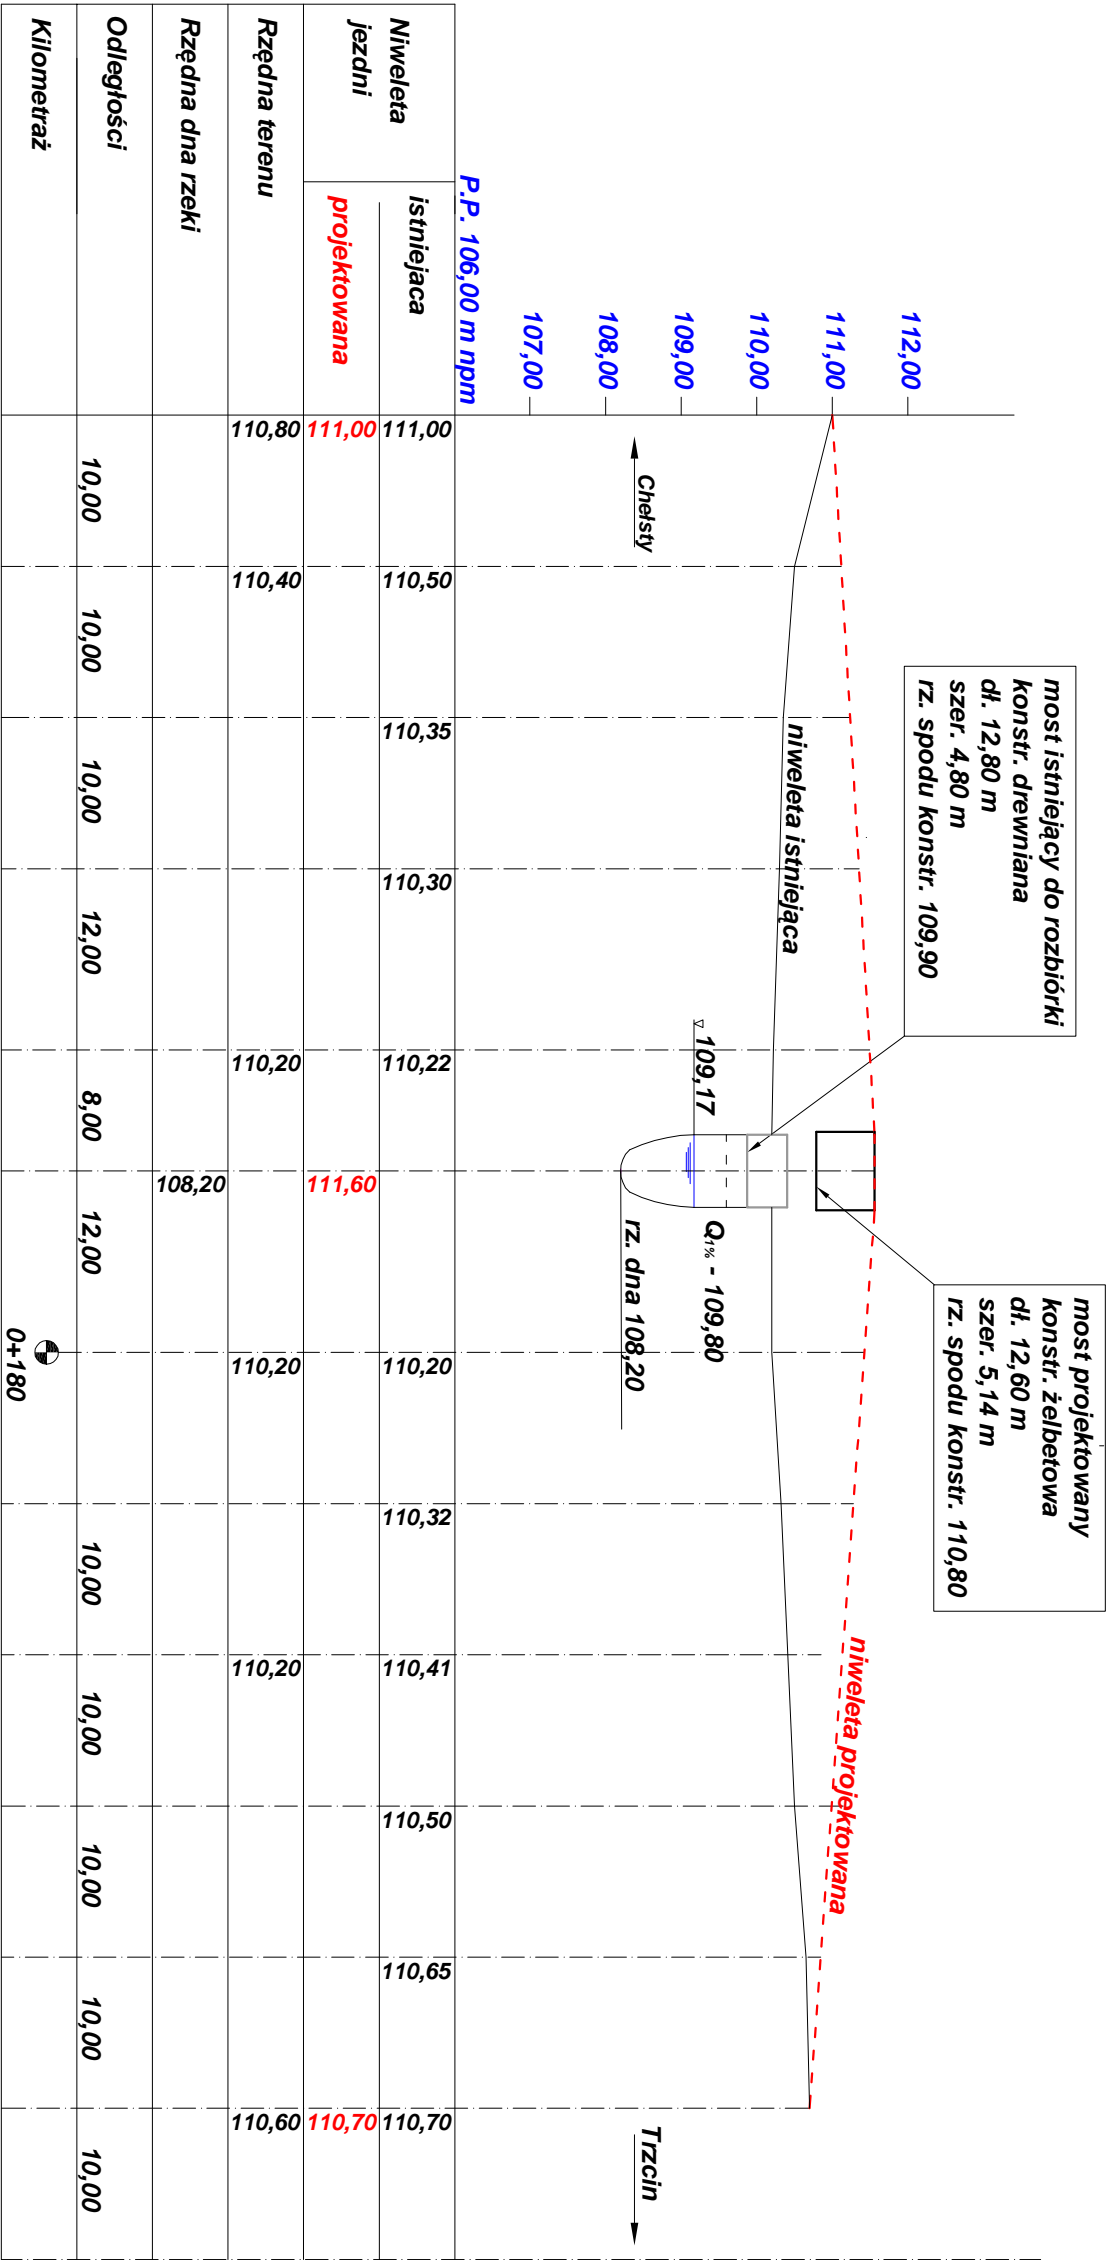 most istniejący do rozbiórki
konstr. drewniana
dł. 12,80 m
szer. 4,80 m
rz. spodu konstr. 109,90
most projektowany
konstr. żelbetowa
dł. 12,60 m
szer. 5,14 m
rz. spodu konstr. 110,80
112,00
111,00
110,00
109,00
108,00
107,00
P.P. 106,00 m npm
niweleta projektowana
niweleta istniejąca
109,17
Q1% - 109,80
rz. dna 108,20
Chełsty
Trzcin
Niweleta
jezdni
istniejaca
111,00 110,50 110,35 110,30 110,22 110,20 110,32 110,41 110,50 110,65 110,70
projektowana
111,00 111,60 110,70
Rzędna terenu
110,80 110,40 110,20 110,20 110,20 110,60
Rzędna dna rzeki
108,20
Odległości
10,00 10,00 10,00 12,00 8,00 12,00 10,00 10,00 10,00 10,00 10,00
Kilometraż
0+180